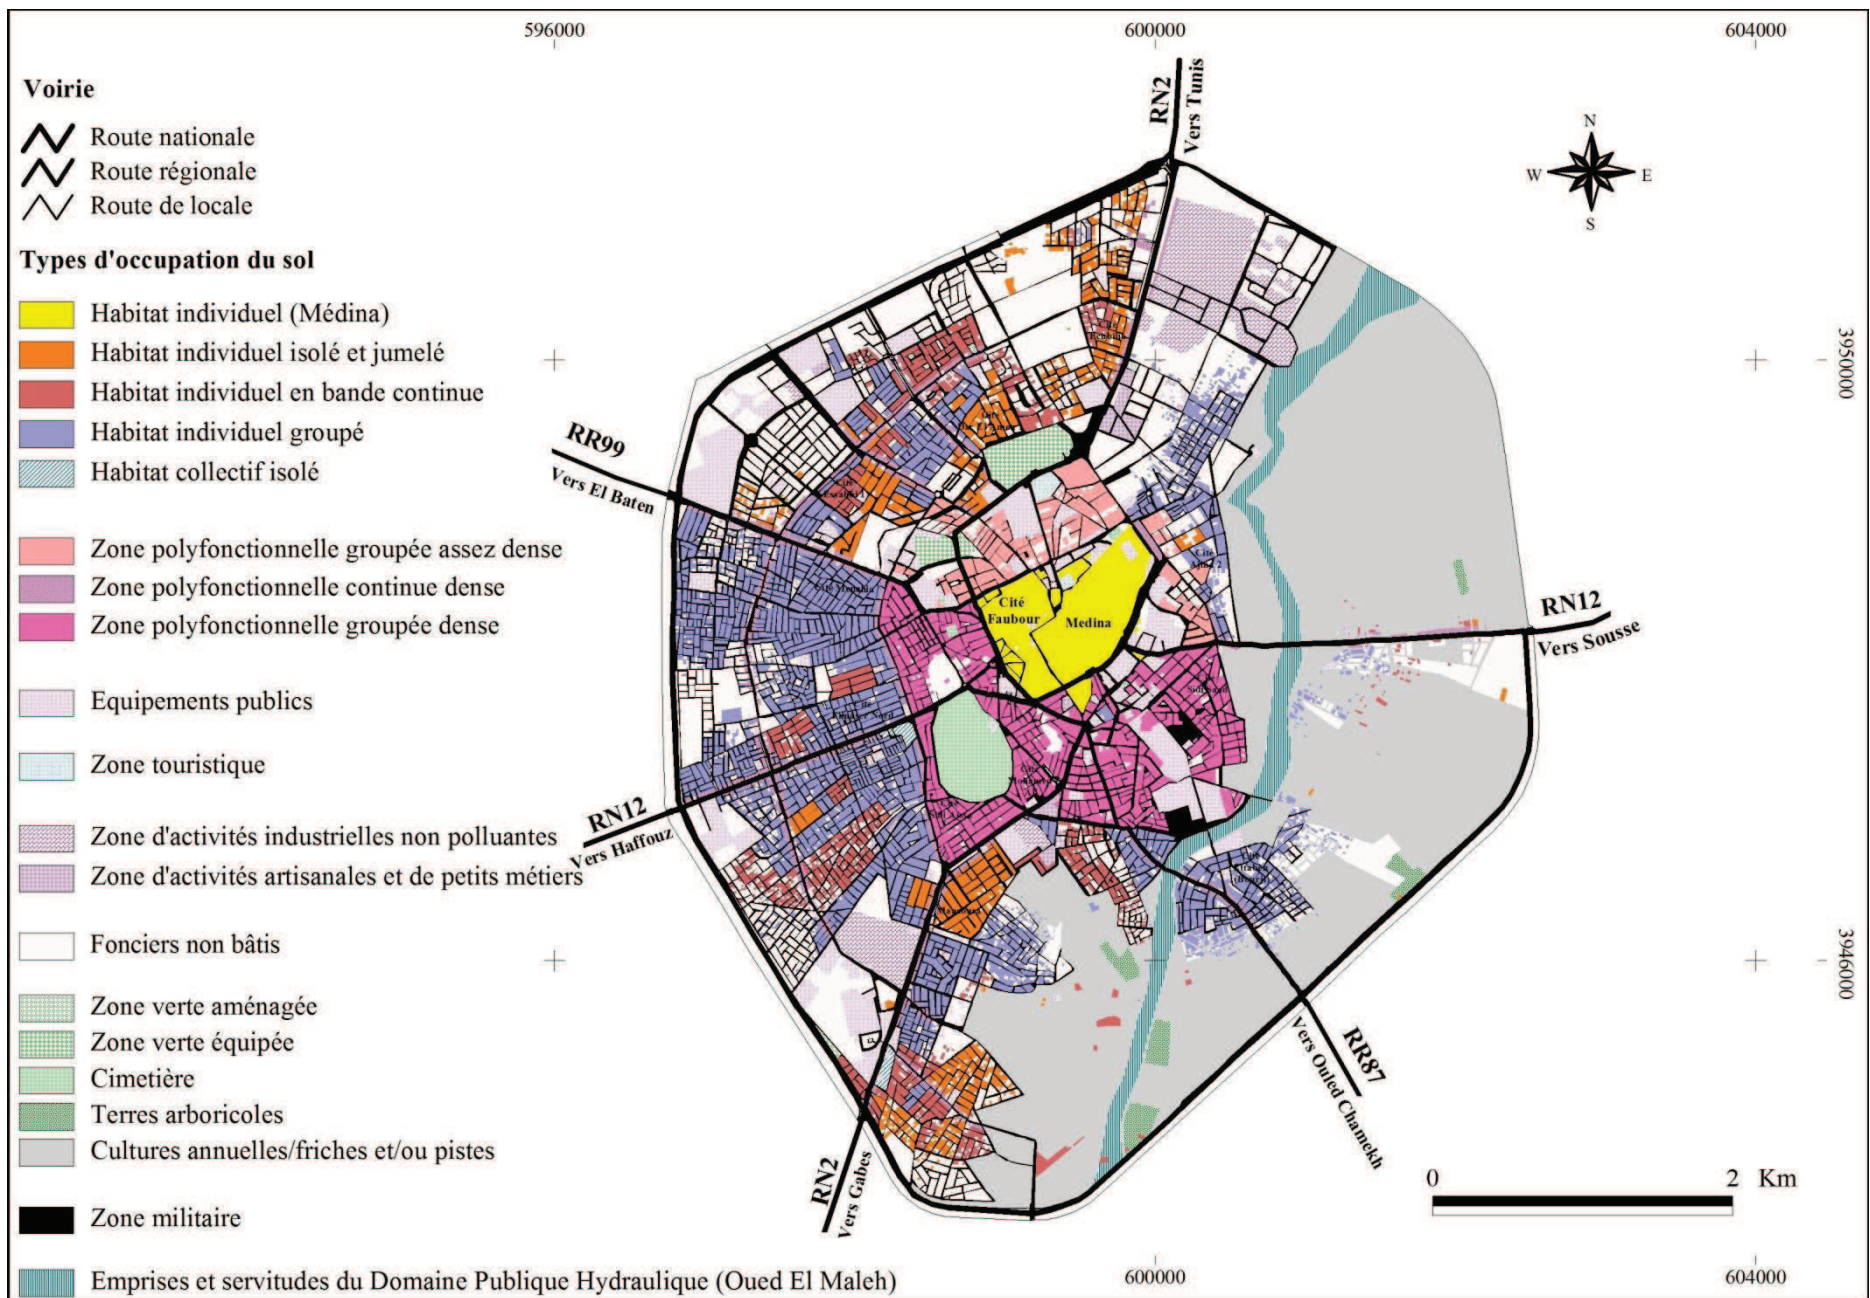 596000
600000
604000
Voirie
Route nationale
Route régionale
Route de locale
Types d'occupation du sol
Habitat individuel (Médina)
Habitat individuel isolé et jumelé
Habitat individuel en bande continue
Habitat individuel groupé
Habitat collectif isolé
Zone polyfonctionnelle groupée assez dense
Zone polyfonctionnelle continue dense
Zone polyfonctionnelle groupée dense
Equipements publics
Zone touristique
Zone d'activités industrielles non polluantes
Zone d'activités artisanales et de petits métiers
Fonciers non bâtis
Zone verte aménagée
Zone verte équipée
Cimetière
Terres arboricoles
Cultures annuelles/friches et/ou pistes
Zone militaire
Emprises et servitudes du Domaine Publique Hydraulique (Oued El Maleh)
RN2
Vers Tunis
N
W
E
S
3950000
RR99
Vers El Baten
Cité
Faubour
Medina
RN12
Vers Sousse
RN12
Vers Haffouz
3946000
RR87
Vers Ouled Chamekh
RN2
Vers Gabes
0
2
Km
600000
604000